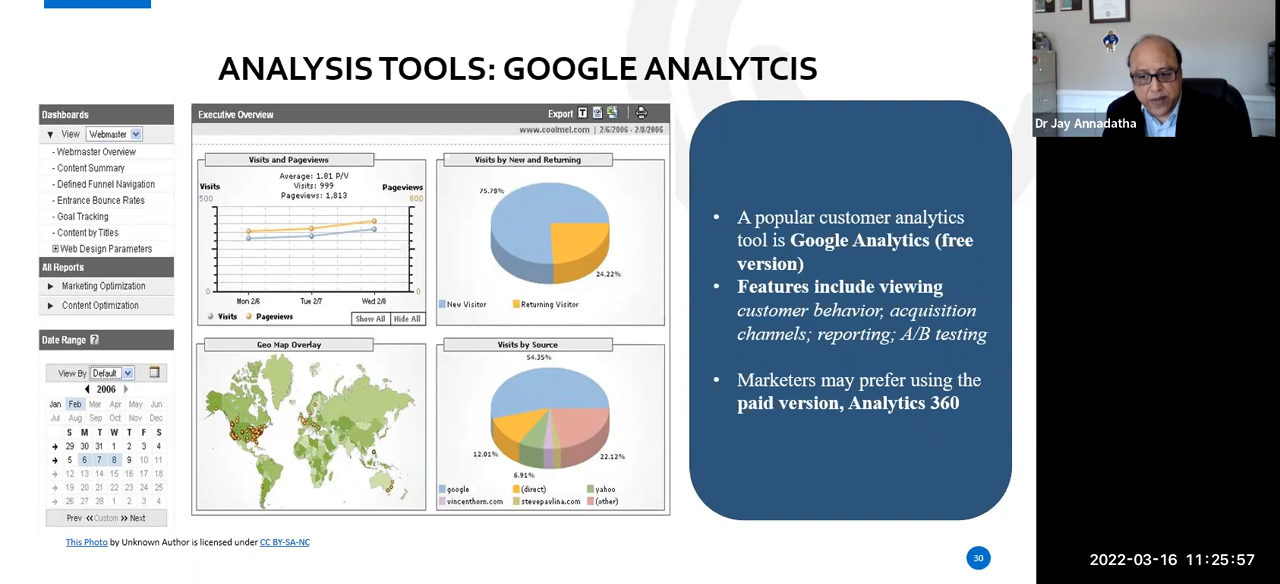 ANALYSIS TOOLS: GOOGLE ANALYTCIS
Dashboards
View Webmaster
- Webmaster Overview
- Content Summary
- Defined Funnel Navigation
- Entrance Bounce Rates
- Goal Tracking
- Content by Titles
Web Design Parameters
All Reports
Marketing Optimization
Content Optimization
Date Range ?
View By Default
2006
Jan Feb Mar Apr May Jun
Jul Aug Sep Oct Nov Dec
S M T W T F S
29 30 31 1 2 3 4
5 6 7 8 9 10 11
12 13 14 15 16 17 18
19 20 21 22 23 24 25
26 27 28 1 2 3 4
Prev Custom Next
Executive Overview
Export T
www.coolmel.com | 2/6/2006 - 2/8/2006
Visits and Pageviews
Average: 1.81 P/V
Visits: 999
Pageviews: 1,813
Visits
500
Pageviews
800
0
0
Mon 2/6 Tue 2/7 Wed 2/8
Visits Pageviews
Show All Hide All
Visits by New and Returning
75.78%
24.22%
New Visitor Returning Visitor
Geo Map Overlay
Visits by Source
54.35%
12.01%
22.12%
6.91%
google (direct) yahoo
vincenthorn.com stevepavlina.com (other)
• A popular customer analytics
tool is Google Analytics (free
version)
• Features include viewing
customer behavior, acquisition
channels; reporting; A/B testing
• Marketers may prefer using the
paid version, Analytics 360
This Photo by Unknown Author is licensed under CC BY-SA-NC
30
Dr Jay Annadatha
2022-03-16 11:25:57